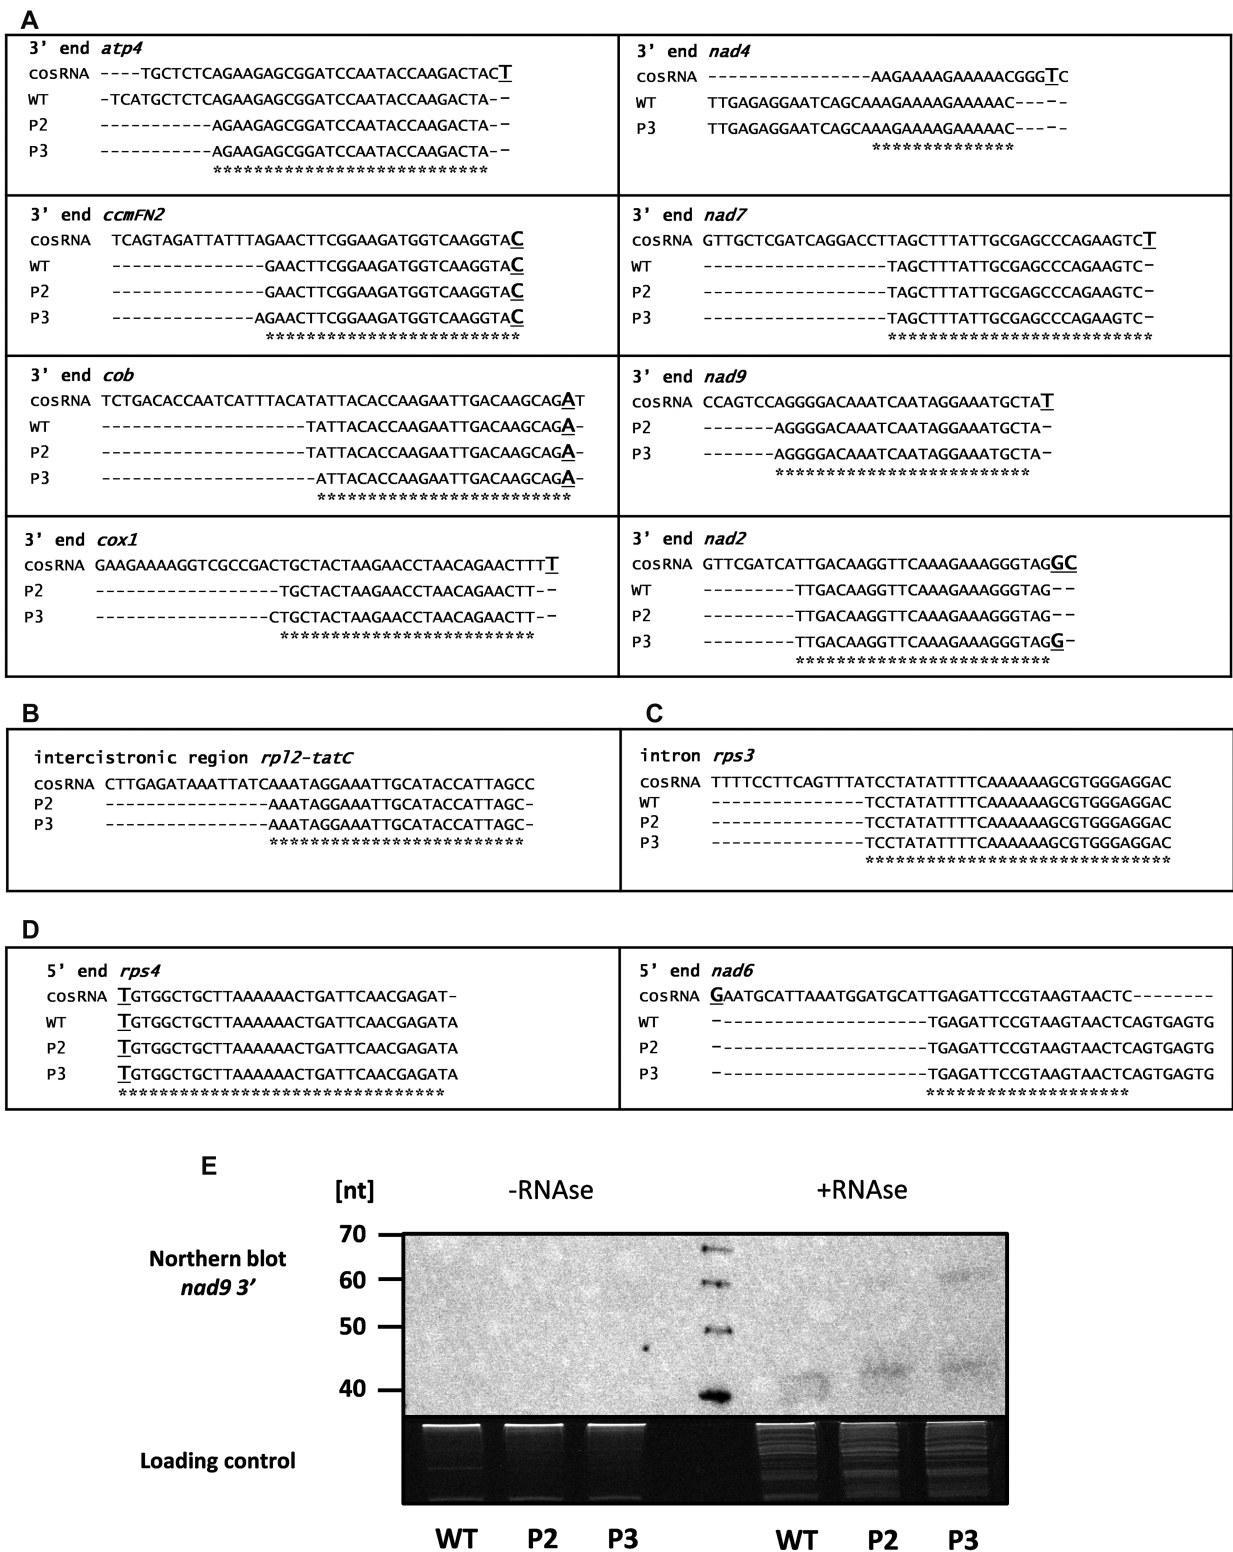 A
3’ end atp4
cosRNA ----TGCTCTCAGAAGAGCGGATCCAATACCAAGACTACT
WT -TCATGCTCTCAGAAGAGCGGATCCAATACCAAGACTA--
P2 -----------AGAAGAGCGGATCCAATACCAAGACTA--
P3 -----------AGAAGAGCGGATCCAATACCAAGACTA--
***************************
3’ end nad4
cosRNA ----------------AAGAAAAGAAAAACGGGTC
WT TTGAGAGGAATCAGCAAAGAAAAGAAAAAC-----
P3 TTGAGAGGAATCAGCAAAGAAAAGAAAAAC-----
**************
3’ end ccmFN2
cosRNA TCAGTAGATTATTTAGAACTTCGGAAGATGGTCAAGGTAC
WT ---------------GAACTTCGGAAGATGGTCAAGGTAC
P2 ---------------GAACTTCGGAAGATGGTCAAGGTAC
P3 --------------AGAACTTCGGAAGATGGTCAAGGTAC
*************************
3’ end nad7
cosRNA GTTGCTCGATCAGGACCTTAGCTTTATTGCGAGCCCAGAAGTCT
WT ------------------TAGCTTTATTGCGAGCCCAGAAGTC-
P2 ------------------TAGCTTTATTGCGAGCCCAGAAGTC-
P3 ------------------TAGCTTTATTGCGAGCCCAGAAGTC-
**************************
3’ end cob
cosRNA TCTGACACCAATCATTTACATATTACACCAAGAATTGACAAGCAGAT
WT --------------------TATTACACCAAGAATTGACAAGCAGA-
P2 --------------------TATTACACCAAGAATTGACAAGCAGA-
P3 ---------------------ATTACACCAAGAATTGACAAGCAGA-
*************************
3’ end nad9
cosRNA CCAGTCCAGGGGACAAATCAATAGGAAATGCTAT
P2 -------AGGGGACAAATCAATAGGAAATGCTA-
P3 -------AGGGGACAAATCAATAGGAAATGCTA-
*************************
3’ end cox1
cosRNA GAAGAAAAGGTCGCCGACTGCTACTAAGAACCTAACAGAACTTTT
P2 ------------------TGCTACTAAGAACCTAACAGAACTT--
P3 -----------------CTGCTACTAAGAACCTAACAGAACTT--
*************************
3’ end nad2
cosRNA GTTCGATCATTGACAAGGTTCAAAGAAAGGGTAGGC
WT ---------TTGACAAGGTTCAAAGAAAGGGTAG--
P2 ---------TTGACAAGGTTCAAAGAAAGGGTAG--
P3 ---------TTGACAAGGTTCAAAGAAAGGGTAGG-
*************************
B
intercistronic region rpl2-tatC
cosRNA CTTGAGATAAATTATCAAATAGGAAATTGCATACCATTAGCC
P2 ----------------AAATAGGAAATTGCATACCATTAGC-
P3 ----------------AAATAGGAAATTGCATACCATTAGC-
*************************
C
intron rps3
cosRNA TTTTCCTTCAGTTTATCCTATATTTTCAAAAAAGCGTGGGAGGAC
WT ---------------TCCTATATTTTCAAAAAAGCGTGGGAGGAC
P2 ---------------TCCTATATTTTCAAAAAAGCGTGGGAGGAC
P3 ---------------TCCTATATTTTCAAAAAAGCGTGGGAGGAC
******************************
D
5’ end rps4
cosRNA TGTGGCTGCTTAAAAAACTGATTCAACGAGAT-
WT TGTGGCTGCTTAAAAAACTGATTCAACGAGATA
P2 TGTGGCTGCTTAAAAAACTGATTCAACGAGATA
P3 TGTGGCTGCTTAAAAAACTGATTCAACGAGATA
********************************
5’ end nad6
cosRNA GAATGCATTAAATGGATGCATTGAGATTCCGTAAGTAACTC--------
WT ---------------------TGAGATTCCGTAAGTAACTCAGTGAGTG
P2 ---------------------TGAGATTCCGTAAGTAACTCAGTGAGTG
P3 ---------------------TGAGATTCCGTAAGTAACTCAGTGAGTG
********************
E
[nt] -RNAse +RNAse
70
Northern blot
nad9 3’
60
50
40
Loading control
WT P2 P3 WT P2 P3